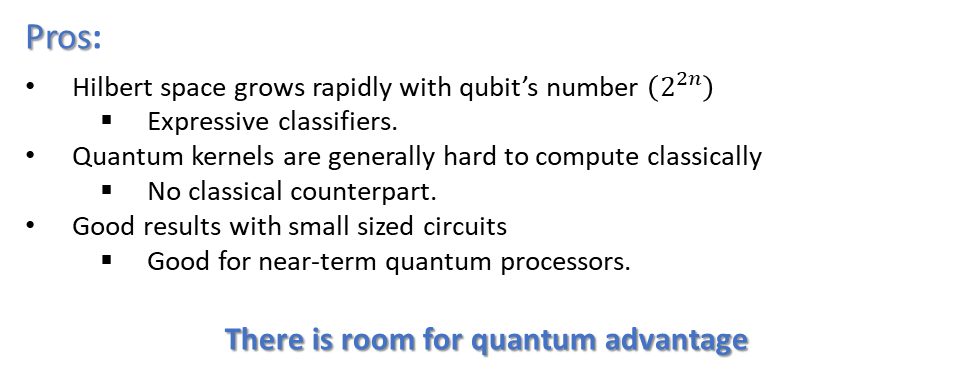 Pros:
• Hilbert space grows rapidly with qubit's number (2²ⁿ)
▪ Expressive classifiers.
• Quantum kernels are generally hard to compute classically
▪ No classical counterpart.
• Good results with small sized circuits
▪ Good for near-term quantum processors.
There is room for quantum advantage